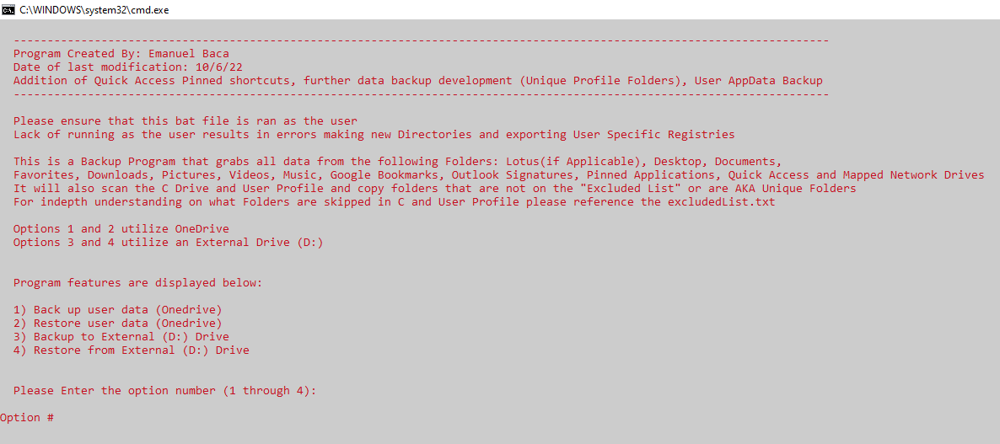 C:\WINDOWS\system32\cmd.exe
-------------------------------------------------------------------------------------------------------------------------
Program Created By: Emanuel Baca
Date of last modification: 10/6/22
Addition of Quick Access Pinned shortcuts, further data backup development (Unique Profile Folders), User AppData Backup
-------------------------------------------------------------------------------------------------------------------------
Please ensure that this bat file is ran as the user
Lack of running as the user results in errors making new Directories and exporting User Specific Registries
This is a Backup Program that grabs all data from the following Folders: Lotus(if Applicable), Desktop, Documents,
Favorites, Downloads, Pictures, Videos, Music, Google Bookmarks, Outlook Signatures, Pinned Applications, Quick Access and Mapped Network Drives
It will also scan the C Drive and User Profile and copy folders that are not on the "Excluded List" or are AKA Unique Folders
For indepth understanding on what Folders are skipped in C and User Profile please reference the excludedList.txt
Options 1 and 2 utilize OneDrive
Options 3 and 4 utilize an External Drive (D:)
Program features are displayed below:
1) Back up user data (Onedrive)
2) Restore user data (Onedrive)
3) Backup to External (D:) Drive
4) Restore from External (D:) Drive
Please Enter the option number (1 through 4):
Option #